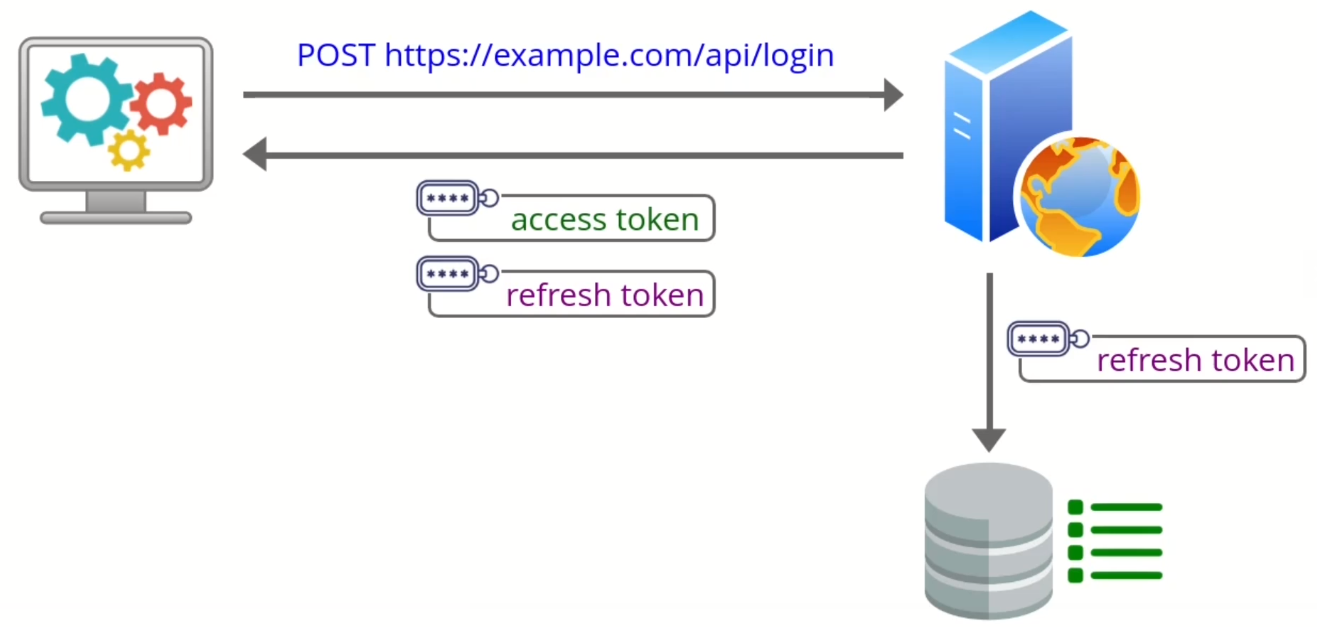 POST https://example.com/api/login
****
access token
****
refresh token
****
refresh token